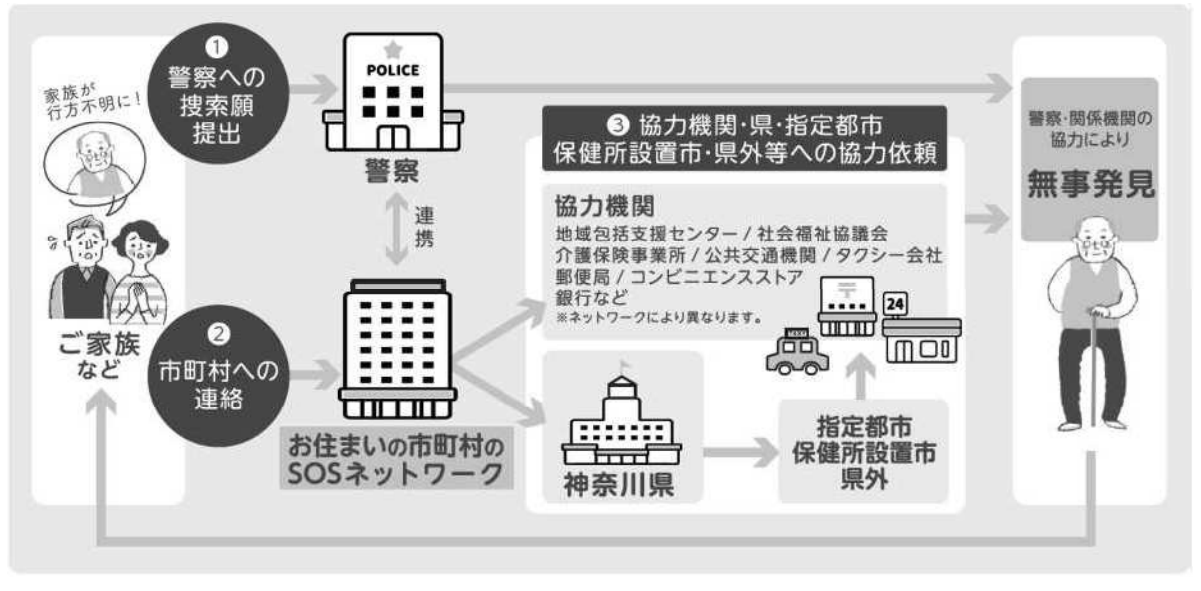 家族が
行方不明に!
ご家族
など
1
警察への
捜索願
提出
POLICE
警察
連携
2
市町村への
連絡
お住まいの市町村の
SOSネットワーク
3 協力機関・県・指定都市
保健所設置市・県外等への協力依頼
協力機関
地域包括支援センター / 社会福祉協議会
介護保険事業所 / 公共交通機関 / タクシー会社
郵便局 / コンビニエンスストア
銀行など
※ネットワークにより異なります。
〒
24
TAXI
神奈川県
指定都市
保健所設置市
県外
警察・関係機関の
協力により
無事発見